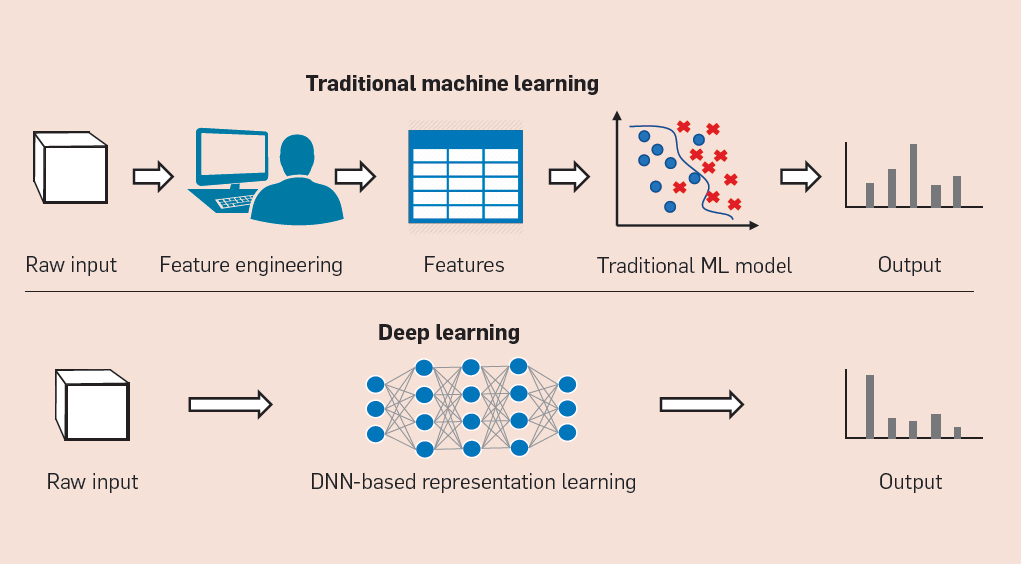 Traditional machine learning
Raw input
Feature engineering
Features
Traditional ML model
Output
Deep learning
Raw input
DNN-based representation learning
Output